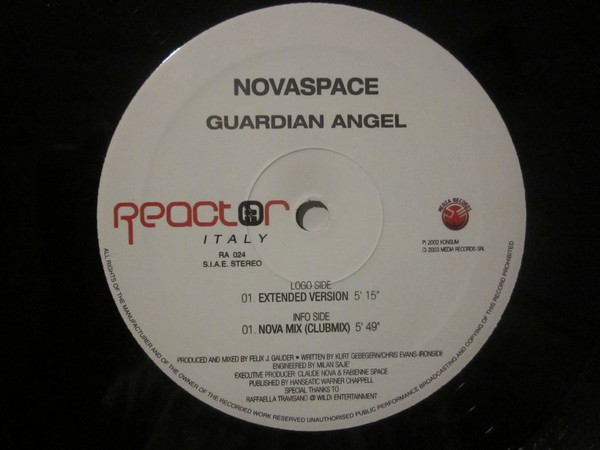 NOVASPACE
GUARDIAN ANGEL
Reactor
ITALY
RA 024
S.I.A.E. STEREO
MEDIA RECORDS
P) 2002 KONSUM
(C) 2003 MEDIA RECORDS SRL
LOGO SIDE
01. EXTENDED VERSION 5' 15"
INFO SIDE
01. NOVA MIX (CLUBMIX) 5' 49"
PRODUCED AND MIXED BY FELIX J. GAUDER • WRITTEN BY KURT GEBEGERN/CHRIS EVANS-IRONSIDE
ENGINEERED BY MILAN SAJE'
EXECUTIVE PRODUCER: CLAUDE NOVA & FABIENNE SPACE
PUBLISHED BY HANSEATIC WARNER CHAPPELL
SPECIAL THANKS TO
RAFFAELLA TRAVISANO @ WILDI ENTERTAINMENT
ALL RIGHTS OF THE MANUFACTURER AND OF THE OWNER OF THE RECORDED WORK RESERVED UNAUTHORISED PUBLIC PERFORMANCE BROADCASTING AND COPYING OF THIS RECORD PROHIBITED